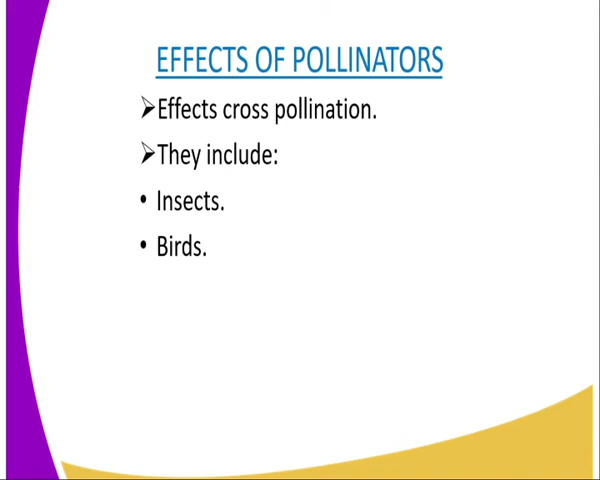 EFFECTS OF POLLINATORS
➢Effects cross pollination.
➢They include:
• Insects.
• Birds.